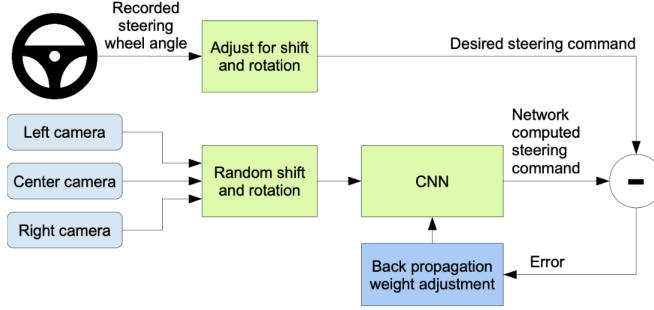 Recorded
steering
wheel angle
Adjust for shift
and rotation
Desired steering command
Left camera
Center camera
Right camera
Random shift
and rotation
CNN
Network
computed
steering
command
-
Back propagation
weight adjustment
Error